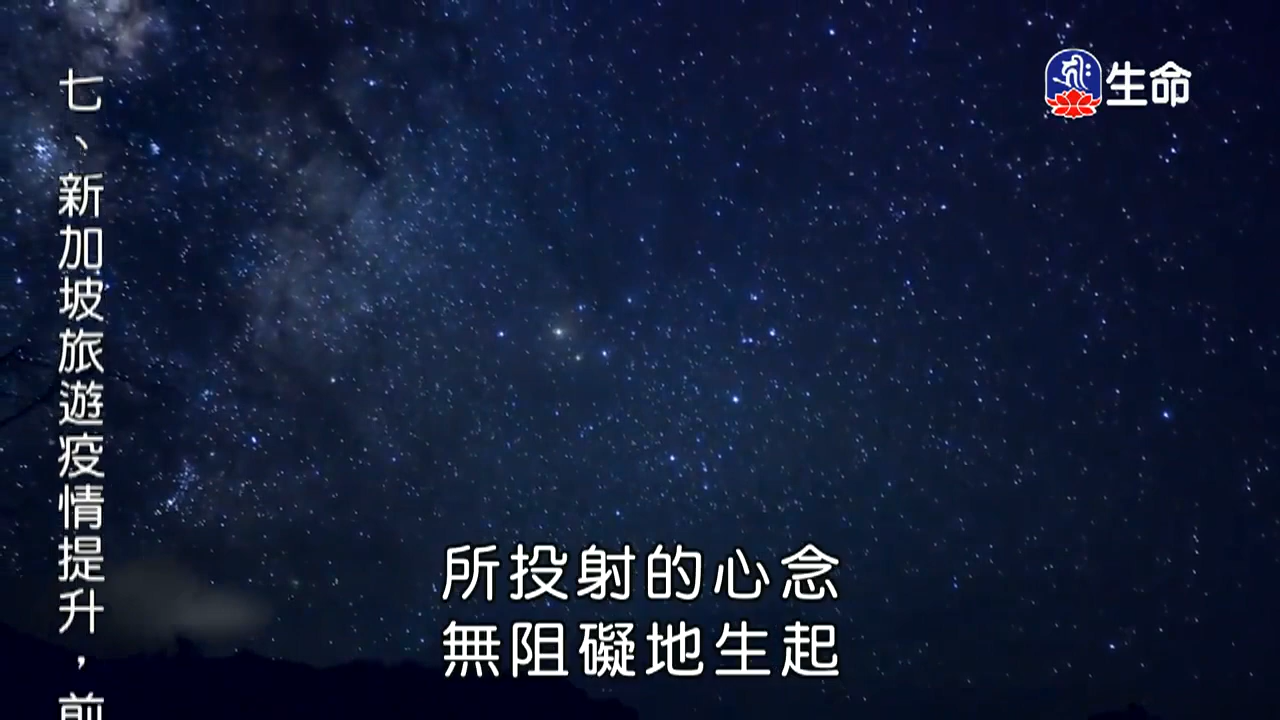 七、新加坡旅遊疫情提升，前
生命
所投射的心念
無阻礙地生起